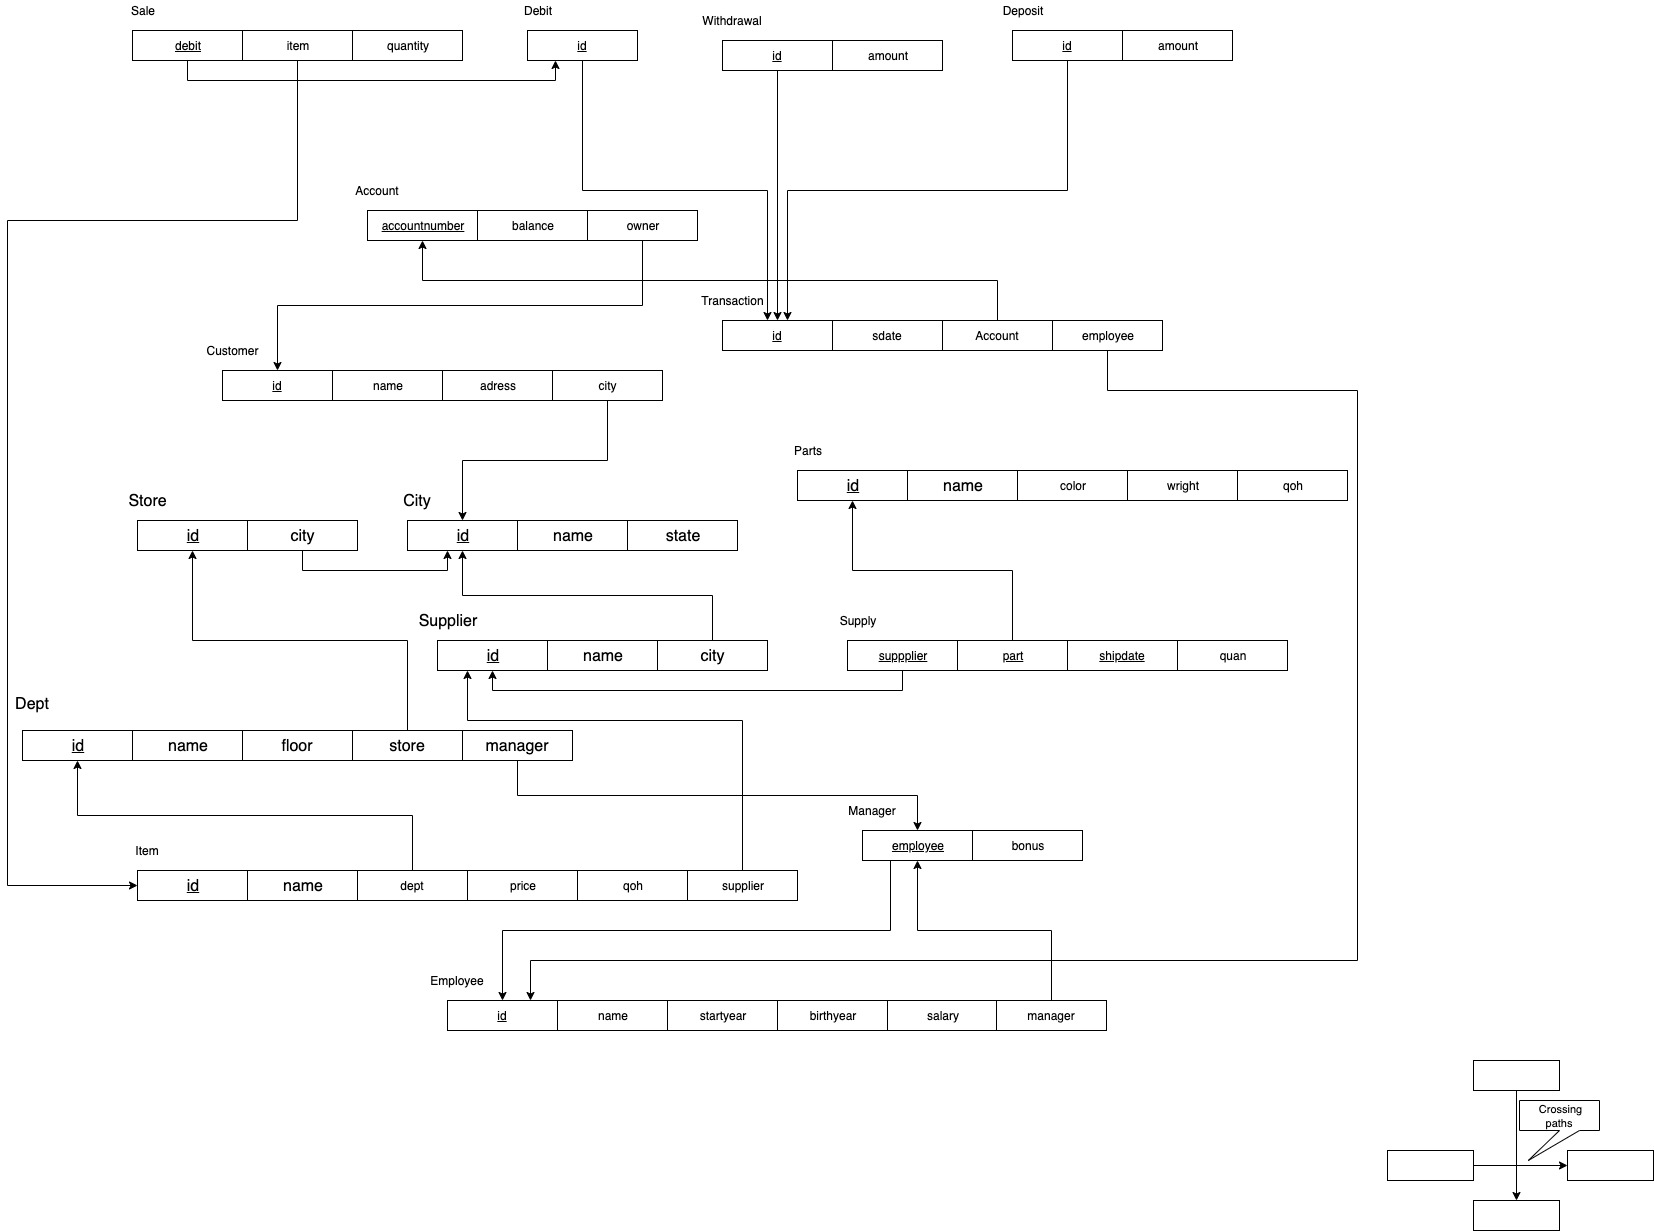 Sale
Debit
Withdrawal
Deposit
debit item quantity
id
id amount
id amount
Account
accountnumber balance owner
Transaction
id sdate Account employee
Customer
id name adress city
Parts
id name color wright qoh
Store
City
id city
id name state
Supplier
Supply
id name city
suppplier part shipdate quan
Dept
id name floor store manager
Manager
employee bonus
Item
id name dept price qoh supplier
Employee
id name startyear birthyear salary manager
Crossing
paths